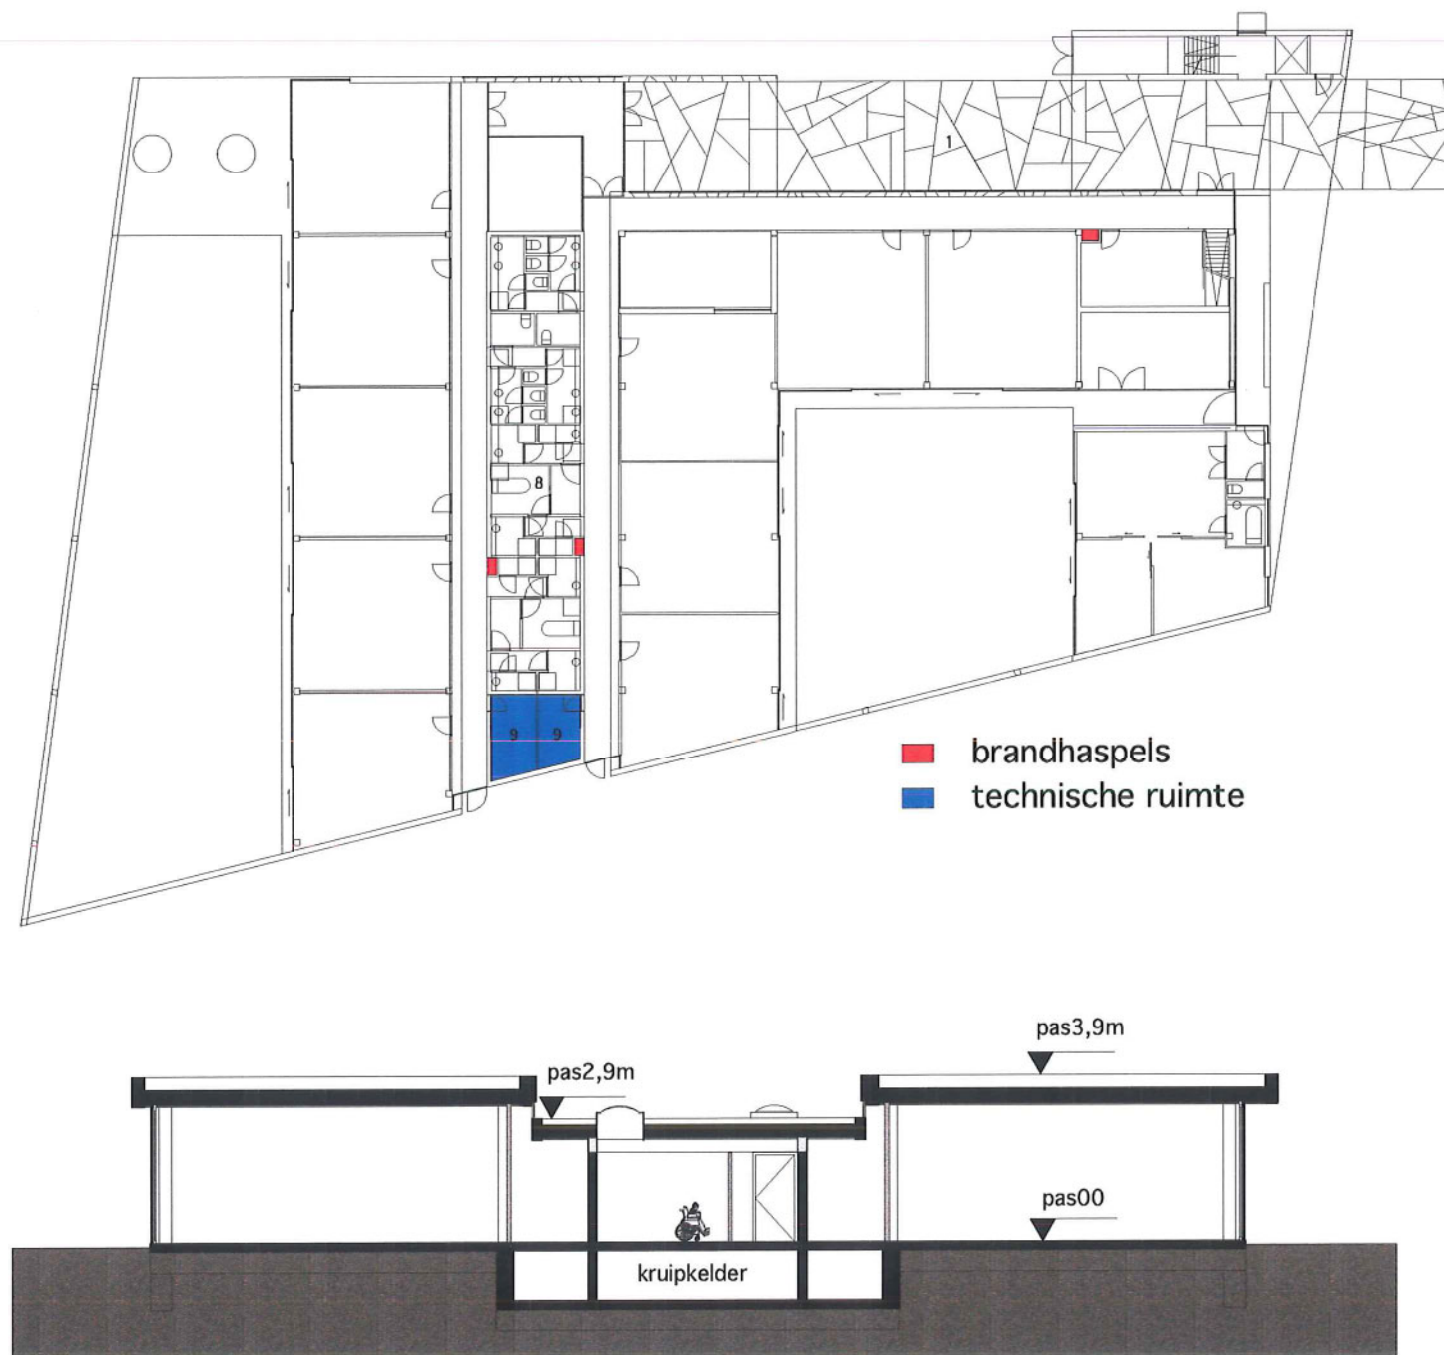 1
8
9 9
brandhaspels
technische ruimte
pas3,9m
pas2,9m
pas00
kruipkelder